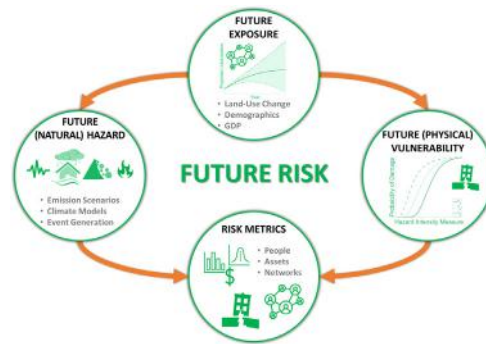 FUTURE
EXPOSURE
• Land-Use Change
• Demographics
• GDP
FUTURE
(NATURAL) HAZARD
• Emission Scenarios
• Climate Models
• Event Generation
FUTURE RISK
FUTURE (PHYSICAL)
VULNERABILITY
Probability of Damage
Hazard Intensity Measure
RISK METRICS
• People
• Assets
• Networks
$